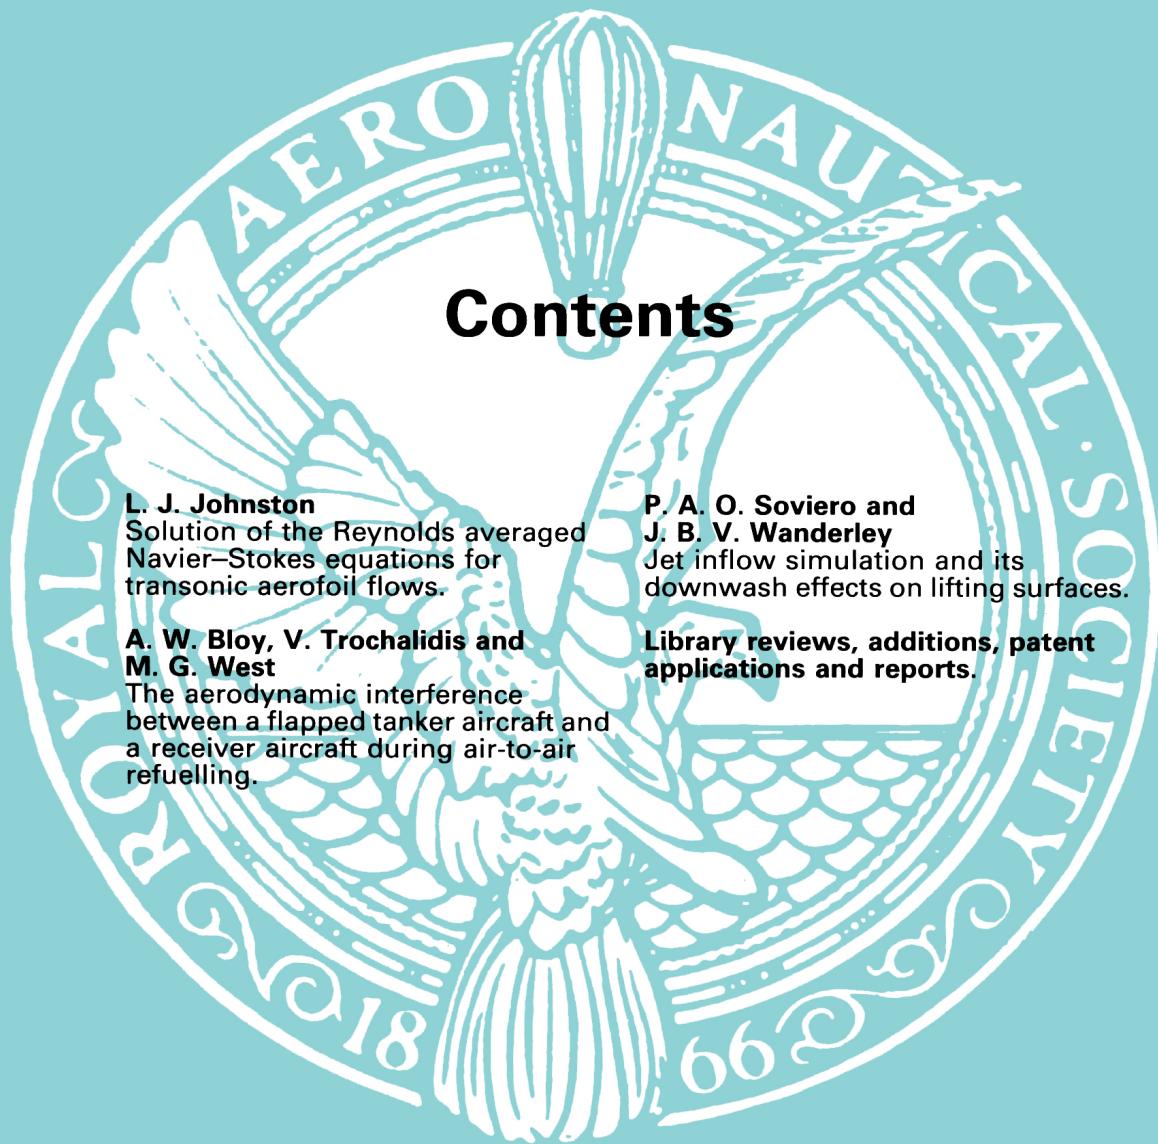 ROYAL AERONAUTICAL · SOCIETY
1866
Contents
L. J. Johnston
Solution of the Reynolds averaged
Navier–Stokes equations for
transonic aerofoil flows.
A. W. Bloy, V. Trochalidis and
M. G. West
The aerodynamic interference
between a flapped tanker aircraft and
a receiver aircraft during air-to-air
refuelling.
P. A. O. Soviero and
J. B. V. Wanderley
Jet inflow simulation and its
downwash effects on lifting surfaces.
Library reviews, additions, patent
applications and reports.